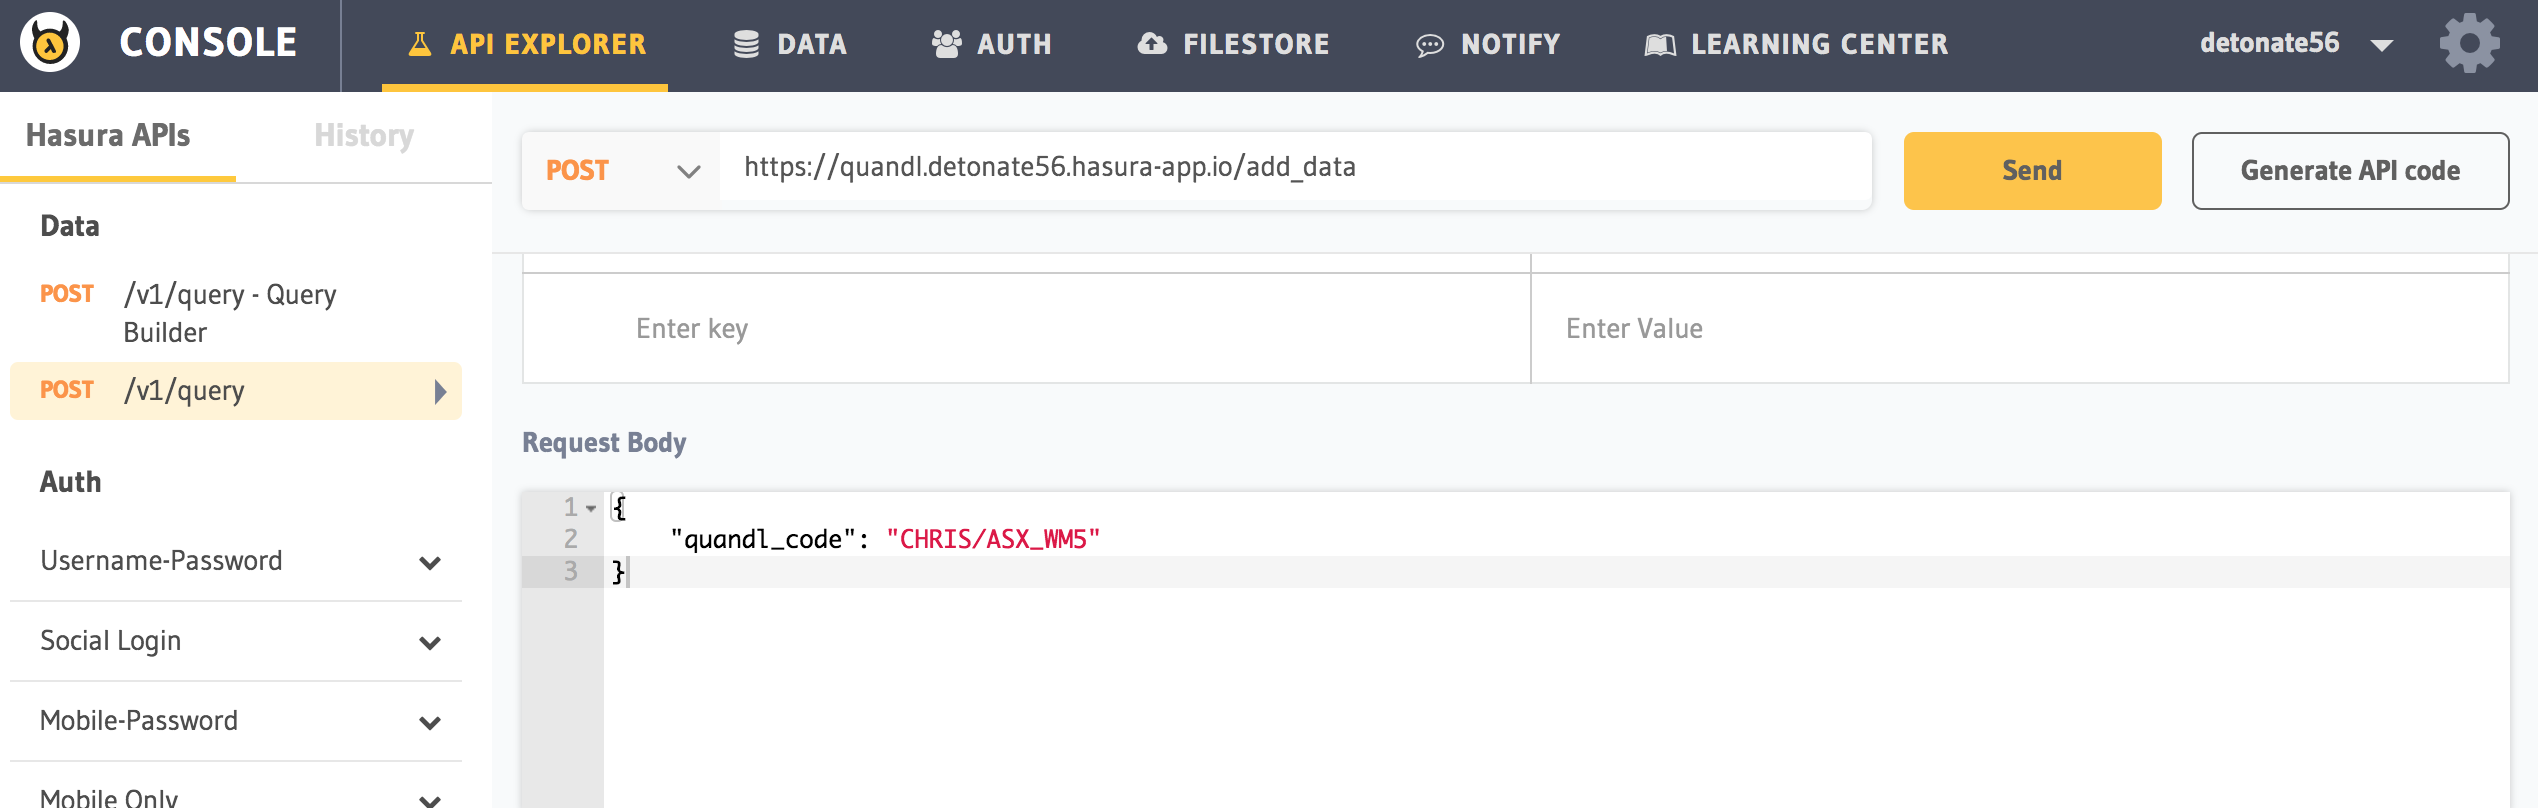 CONSOLE
API EXPLORER
DATA
AUTH
FILESTORE
NOTIFY
LEARNING CENTER
detonate56
Hasura APIs
History
Data
POST /v1/query - Query
Builder
POST /v1/query
Auth
Username-Password
Social Login
Mobile-Password
Mobile Only
POST
https://quandl.detonate56.hasura-app.io/add_data
Send
Generate API code
Enter key
Enter Value
Request Body
1 {
2 "quandl_code": "CHRIS/ASX_WM5"
3 }